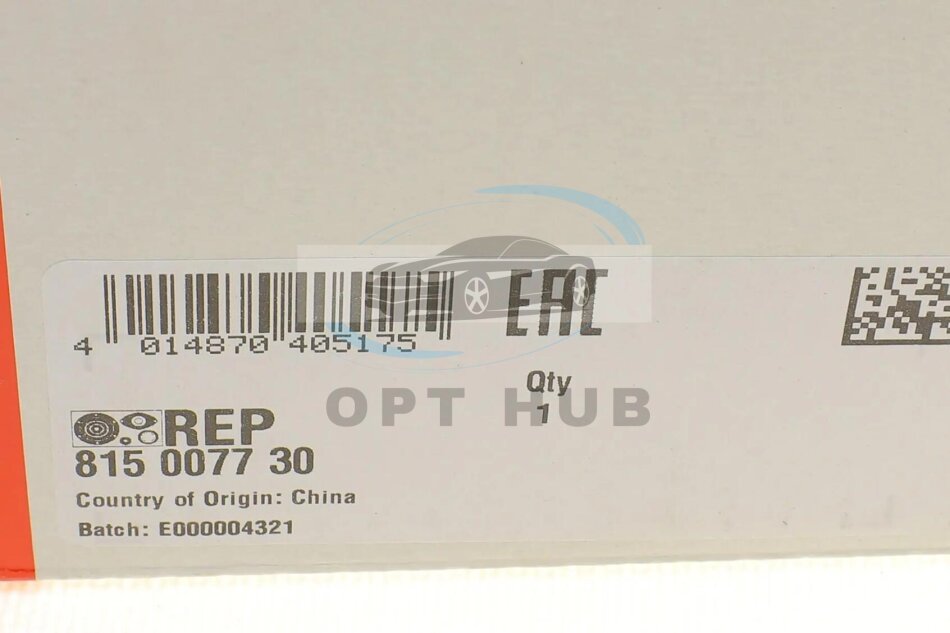 4 014870 405175
EAC
Qty
1
OPT HUB
REP
815 0077 30
Country of Origin: China
Batch: E000004321